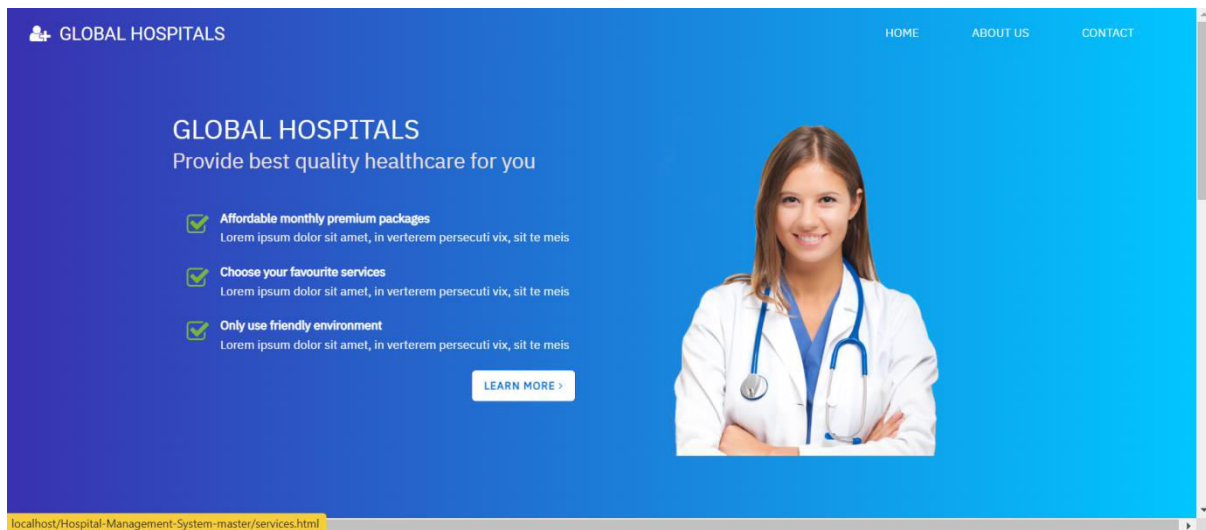 GLOBAL HOSPITALS
HOME ABOUT US CONTACT
GLOBAL HOSPITALS
Provide best quality healthcare for you
Affordable monthly premium packages
Lorem ipsum dolor sit amet, in verterem persecuti vix, sit te meis
Choose your favourite services
Lorem ipsum dolor sit amet, in verterem persecuti vix, sit te meis
Only use friendly environment
Lorem ipsum dolor sit amet, in verterem persecuti vix, sit te meis
LEARN MORE ›
localhost/Hospital-Management-System-master/services.html